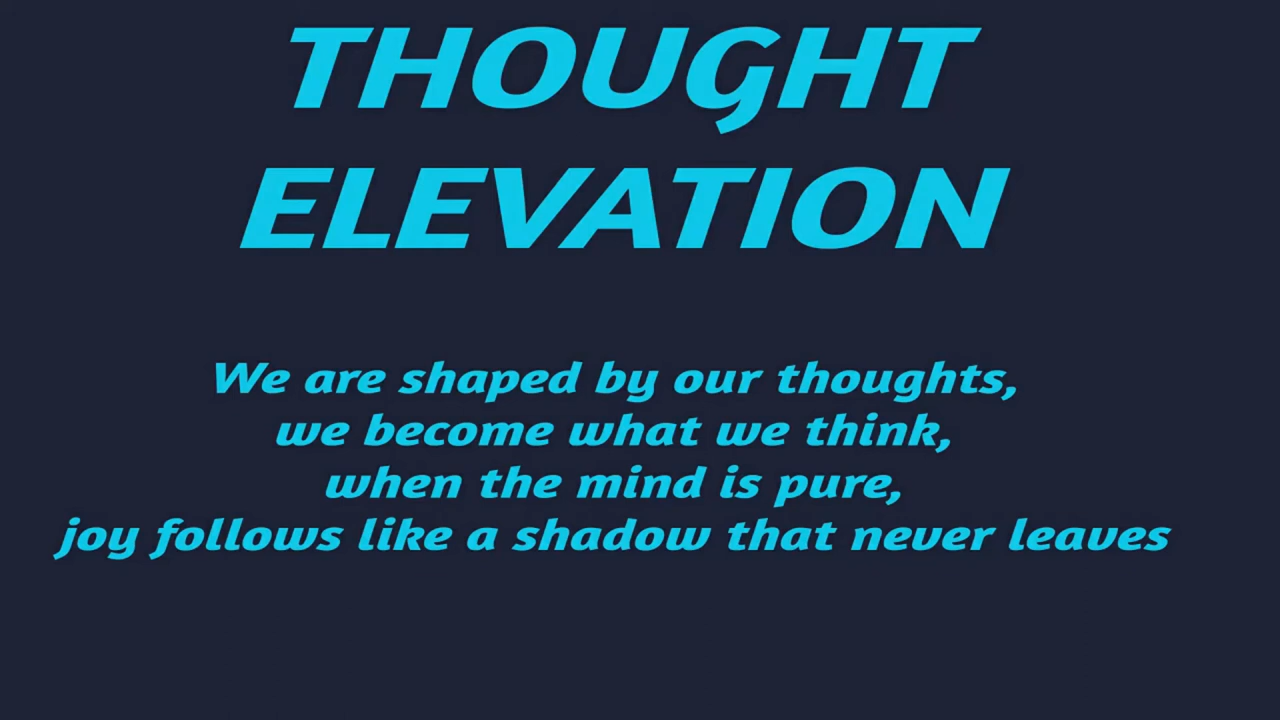 THOUGHT
ELEVATION
We are shaped by our thoughts,
we become what we think,
when the mind is pure,
joy follows like a shadow that never leaves